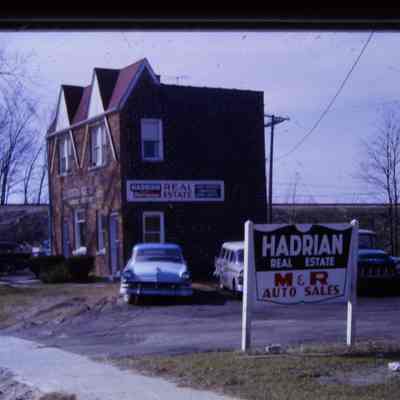 HADRIAN
REAL
ESTATE
HADRIAN
REAL ESTATE
M & R
AUTO SALES